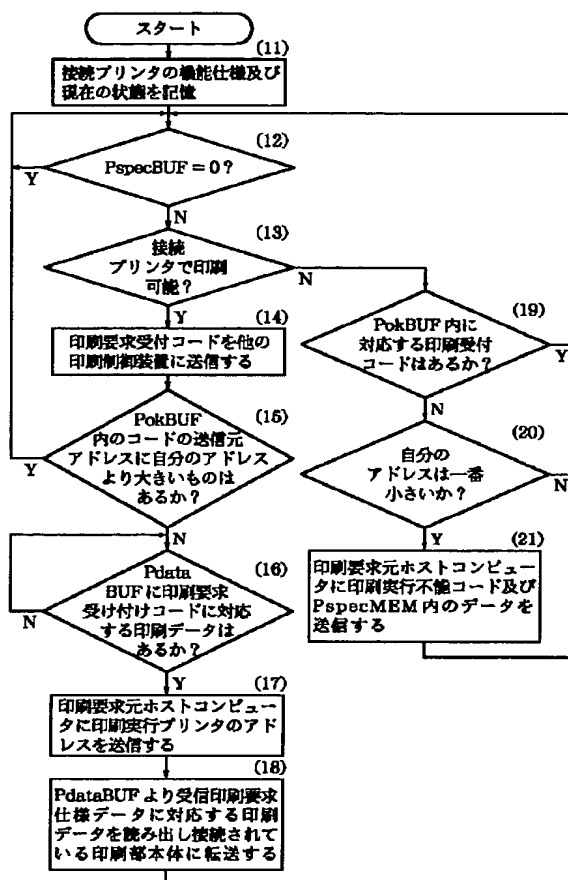 スタート
(11)
接続プリンタの機能仕様及び
現在の状態を記憶
(12)
PspecBUF = 0 ?
Y
N
(13)
接続
プリンタで印刷
可能？
N
Y
(14)
印刷要求受付コードを他の
印刷制御装置に送信する
(15)
PokBUF
内のコードの送信元
アドレスに自分のアドレス
より大きいものは
あるか？
Y
N
(16)
Pdata
BUFに印刷要求
受け付けコードに対応
する印刷データは
あるか？
N
Y
(17)
印刷要求元ホストコンピュー
タに印刷実行プリンタのアド
レスを送信する
(18)
PdataBUFより受信印刷要求
仕様データに対応する印刷
データを読み出し接続されて
いる印刷部本体に転送する
(19)
PokBUF内に
対応する印刷受付
コードはあるか？
Y
N
(20)
自分の
アドレスは一番
小さいか？
N
Y
(21)
印刷要求元ホストコンピュー
タに印刷実行不能コード及び
PspecMEM内のデータを
送信する